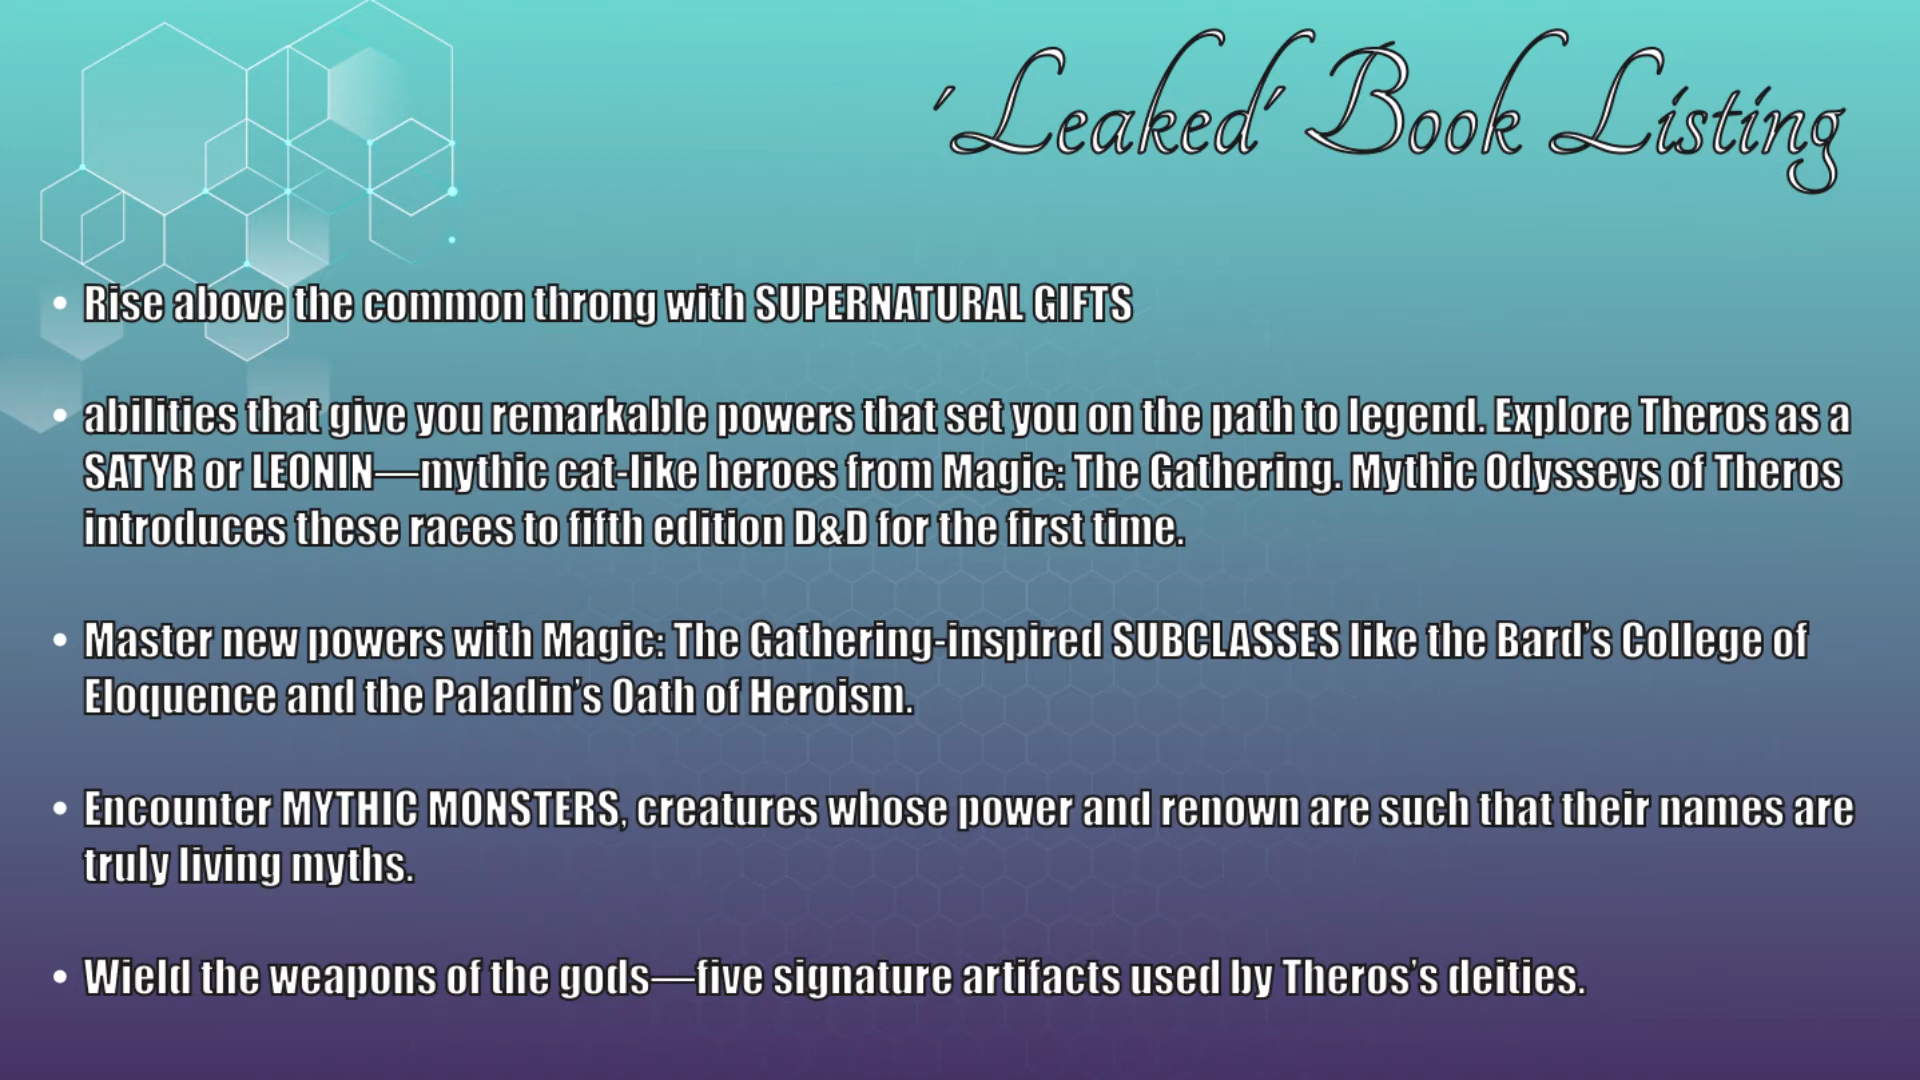 'Leaked' Book Listing
• Rise above the common throng with SUPERNATURAL GIFTS
• abilities that give you remarkable powers that set you on the path to legend. Explore Theros as a
SATYR or LEONIN—mythic cat-like heroes from Magic: The Gathering. Mythic Odysseys of Theros
introduces these races to fifth edition D&D for the first time.
• Master new powers with Magic: The Gathering-inspired SUBCLASSES like the Bard's College of
Eloquence and the Paladin's Oath of Heroism.
• Encounter MYTHIC MONSTERS, creatures whose power and renown are such that their names are
truly living myths.
• Wield the weapons of the gods—five signature artifacts used by Theros's deities.